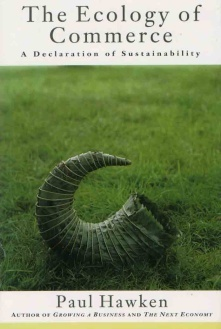 The Ecology of
Commerce
A Declaration of Sustainability
Paul Hawken
Author of Growing a Business and The Next Economy